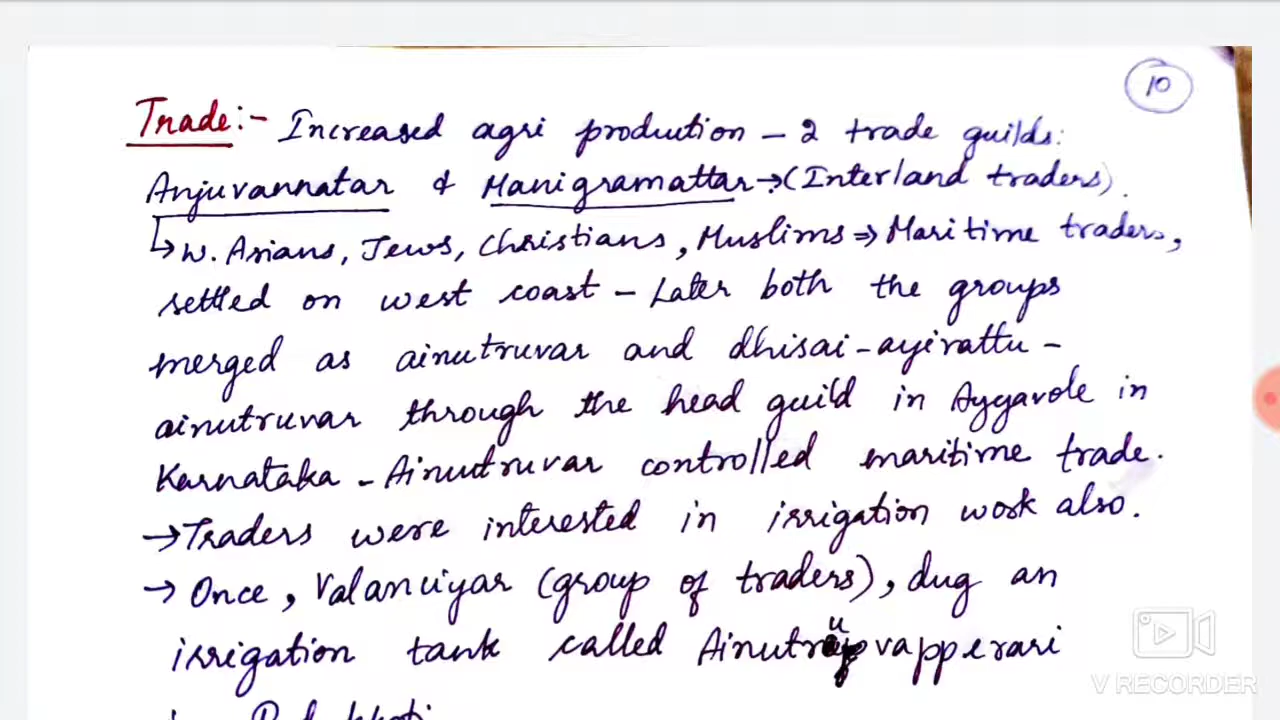 10
Trade:- Increased agri production - 2 trade guilds:
Anjuvannatar & Manigramattar → (Interland traders).
↳ W. Asians, Jews, Christians, Muslims ⇒ Maritime traders,
settled on west coast - Later both the groups
merged as ainutruvar and dhisai-ayirattu-
ainutruvar through the head guild in Ayyavole in
Karnataka - Ainutruvar controlled maritime trade.
→ Traders were interested in irrigation work also.
→ Once, Valanciyar (group of traders), dug an
irrigation tank called Ainutruvapperari
V RECORDER